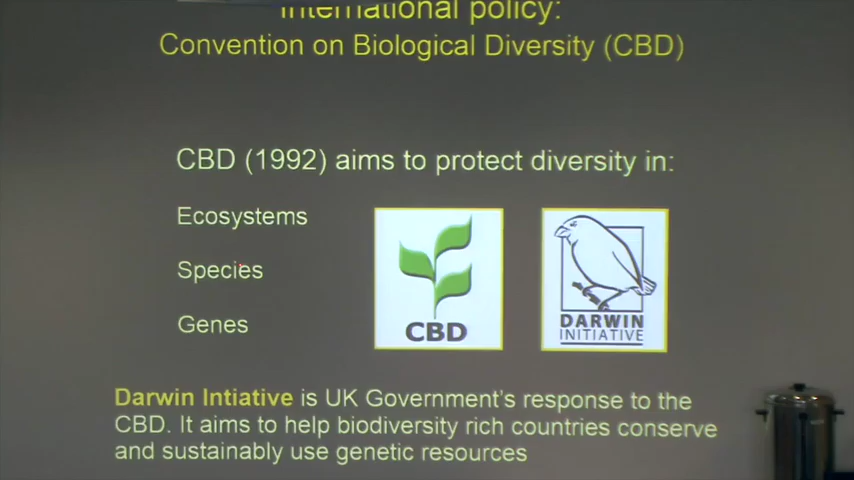 International policy:
Convention on Biological Diversity (CBD)
CBD (1992) aims to protect diversity in:
Ecosystems
Species
Genes
CBD
DARWIN
INITIATIVE
Darwin Intiative is UK Government's response to the
CBD. It aims to help biodiversity rich countries conserve
and sustainably use genetic resources